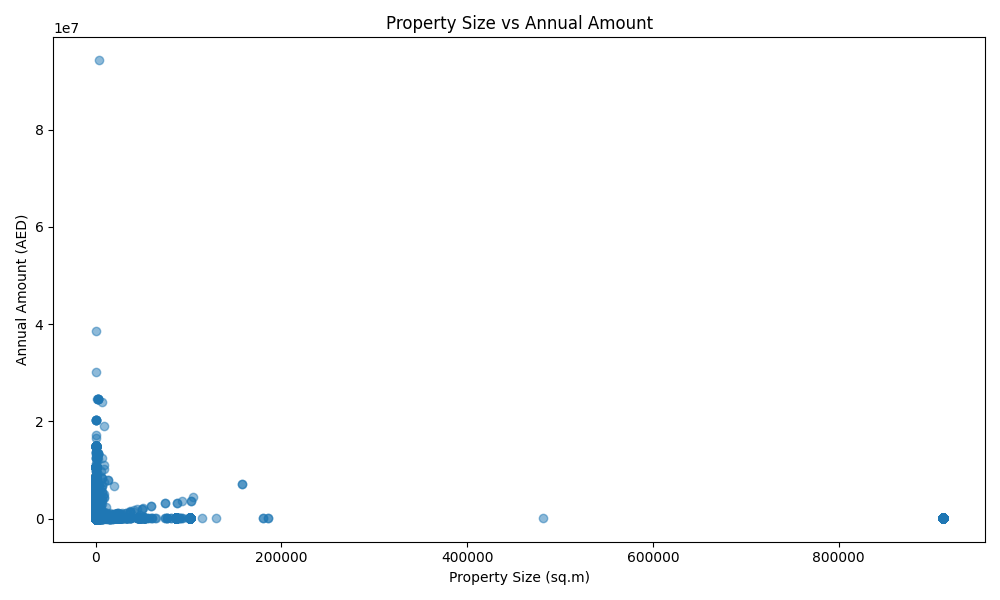 Property Size vs Annual Amount
1e7
8
6
4
2
0
Annual Amount (AED)
0 200000 400000 600000 800000
Property Size (sq.m)